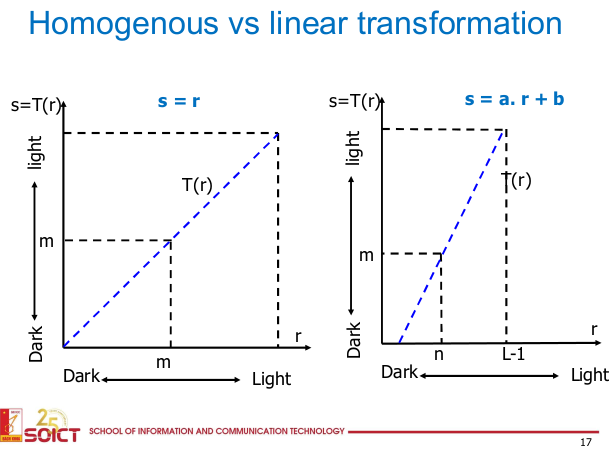 Homogenous vs linear transformation
s=T(r)
s = r
light
T(r)
m
Dark
r
m
Dark
Light
s=T(r)
s = a. r + b
light
T(r)
m
Dark
r
n
L-1
Dark
Light
25
SOICT
SCHOOL OF INFORMATION AND COMMUNICATION TECHNOLOGY
17